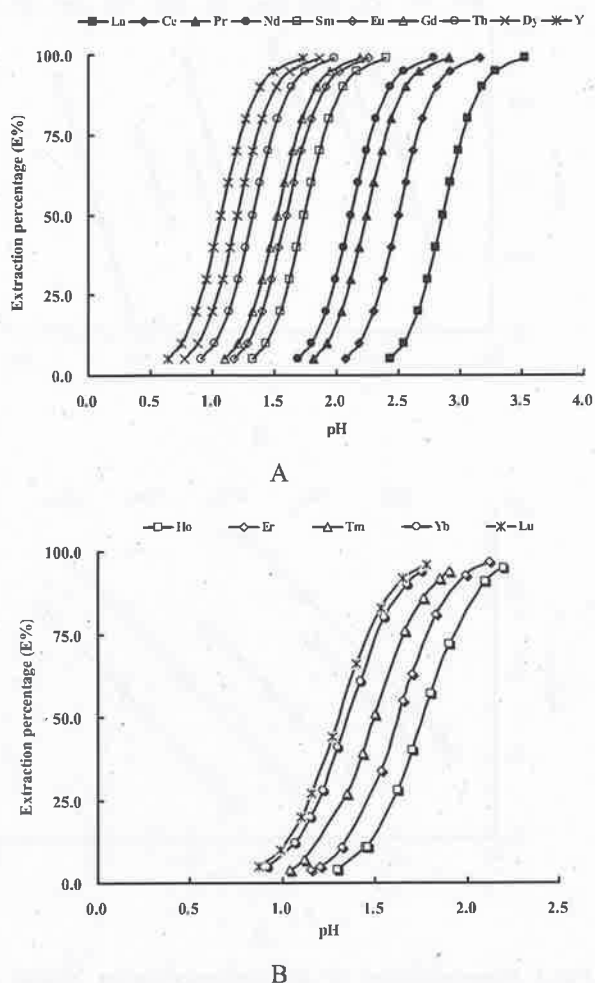 La Ce Pr Nd Sm Eu Gd Tb Dy Y
100.0
75.0
50.0
25.0
0.0
Extraction percentage (E%)
0.0 0.5 1.0 1.5 2.0 2.5 3.0 3.5 4.0
pH
A
Ho Er Tm Yb Lu
100.0
75.0
50.0
25.0
0.0
Extraction percentage (E%)
0.0 0.5 1.0 1.5 2.0 2.5
pH
B